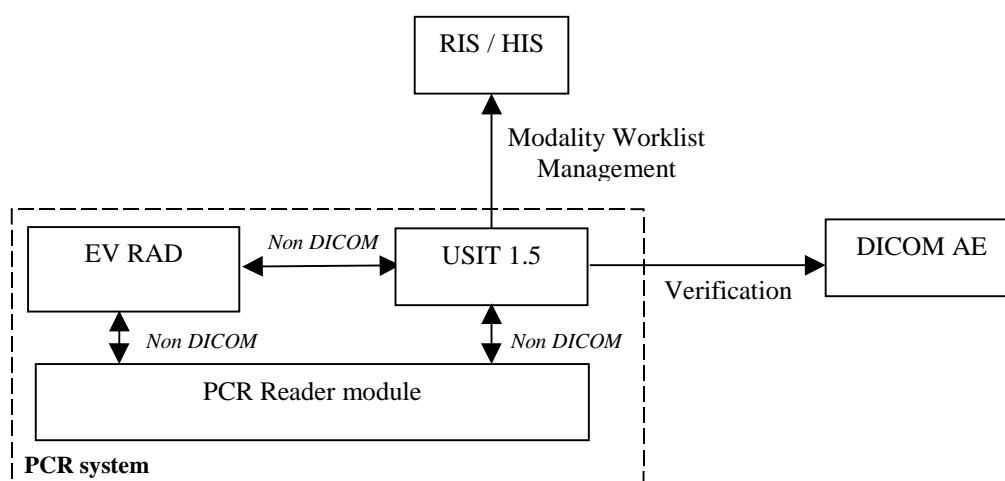 RIS / HIS
Modality Worklist
Management
EV RAD
Non DICOM
USIT 1.5
DICOM AE
Verification
Non DICOM
Non DICOM
PCR Reader module
PCR system